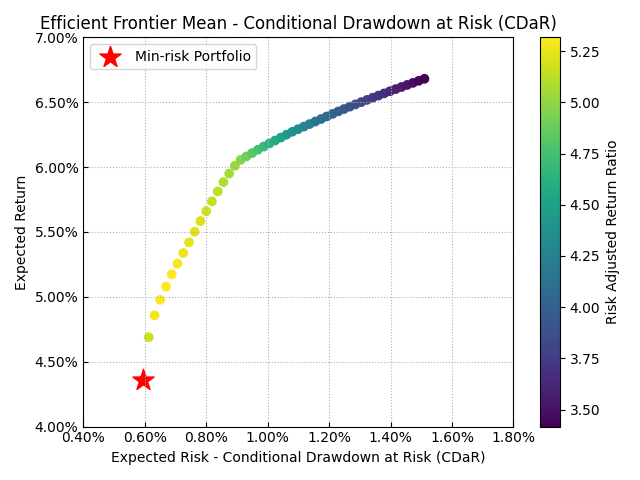 Efficient Frontier Mean - Conditional Drawdown at Risk (CDaR)
Min-risk Portfolio
Expected Return
7.00%
6.50%
6.00%
5.50%
5.00%
4.50%
4.00%
0.40% 0.60% 0.80% 1.00% 1.20% 1.40% 1.60% 1.80%
Expected Risk - Conditional Drawdown at Risk (CDaR)
5.25
5.00
4.75
4.50
4.25
4.00
3.75
3.50
Risk Adjusted Return Ratio